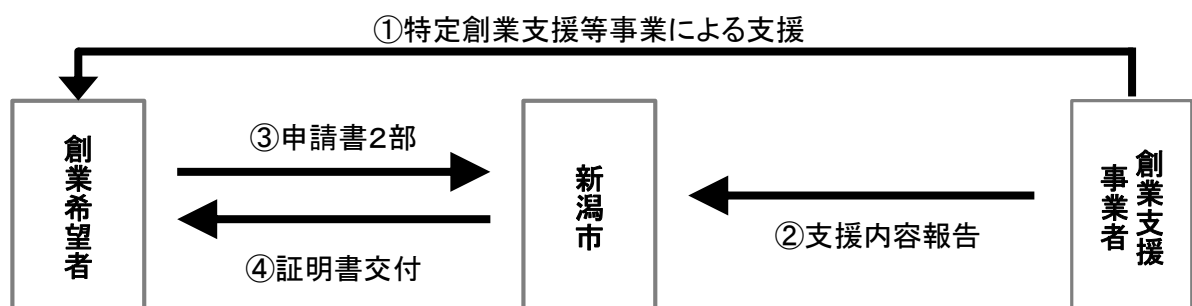 ①特定創業支援等事業による支援
創業希望者
③申請書２部
④証明書交付
新潟市
②支援内容報告
創業支援
事業者